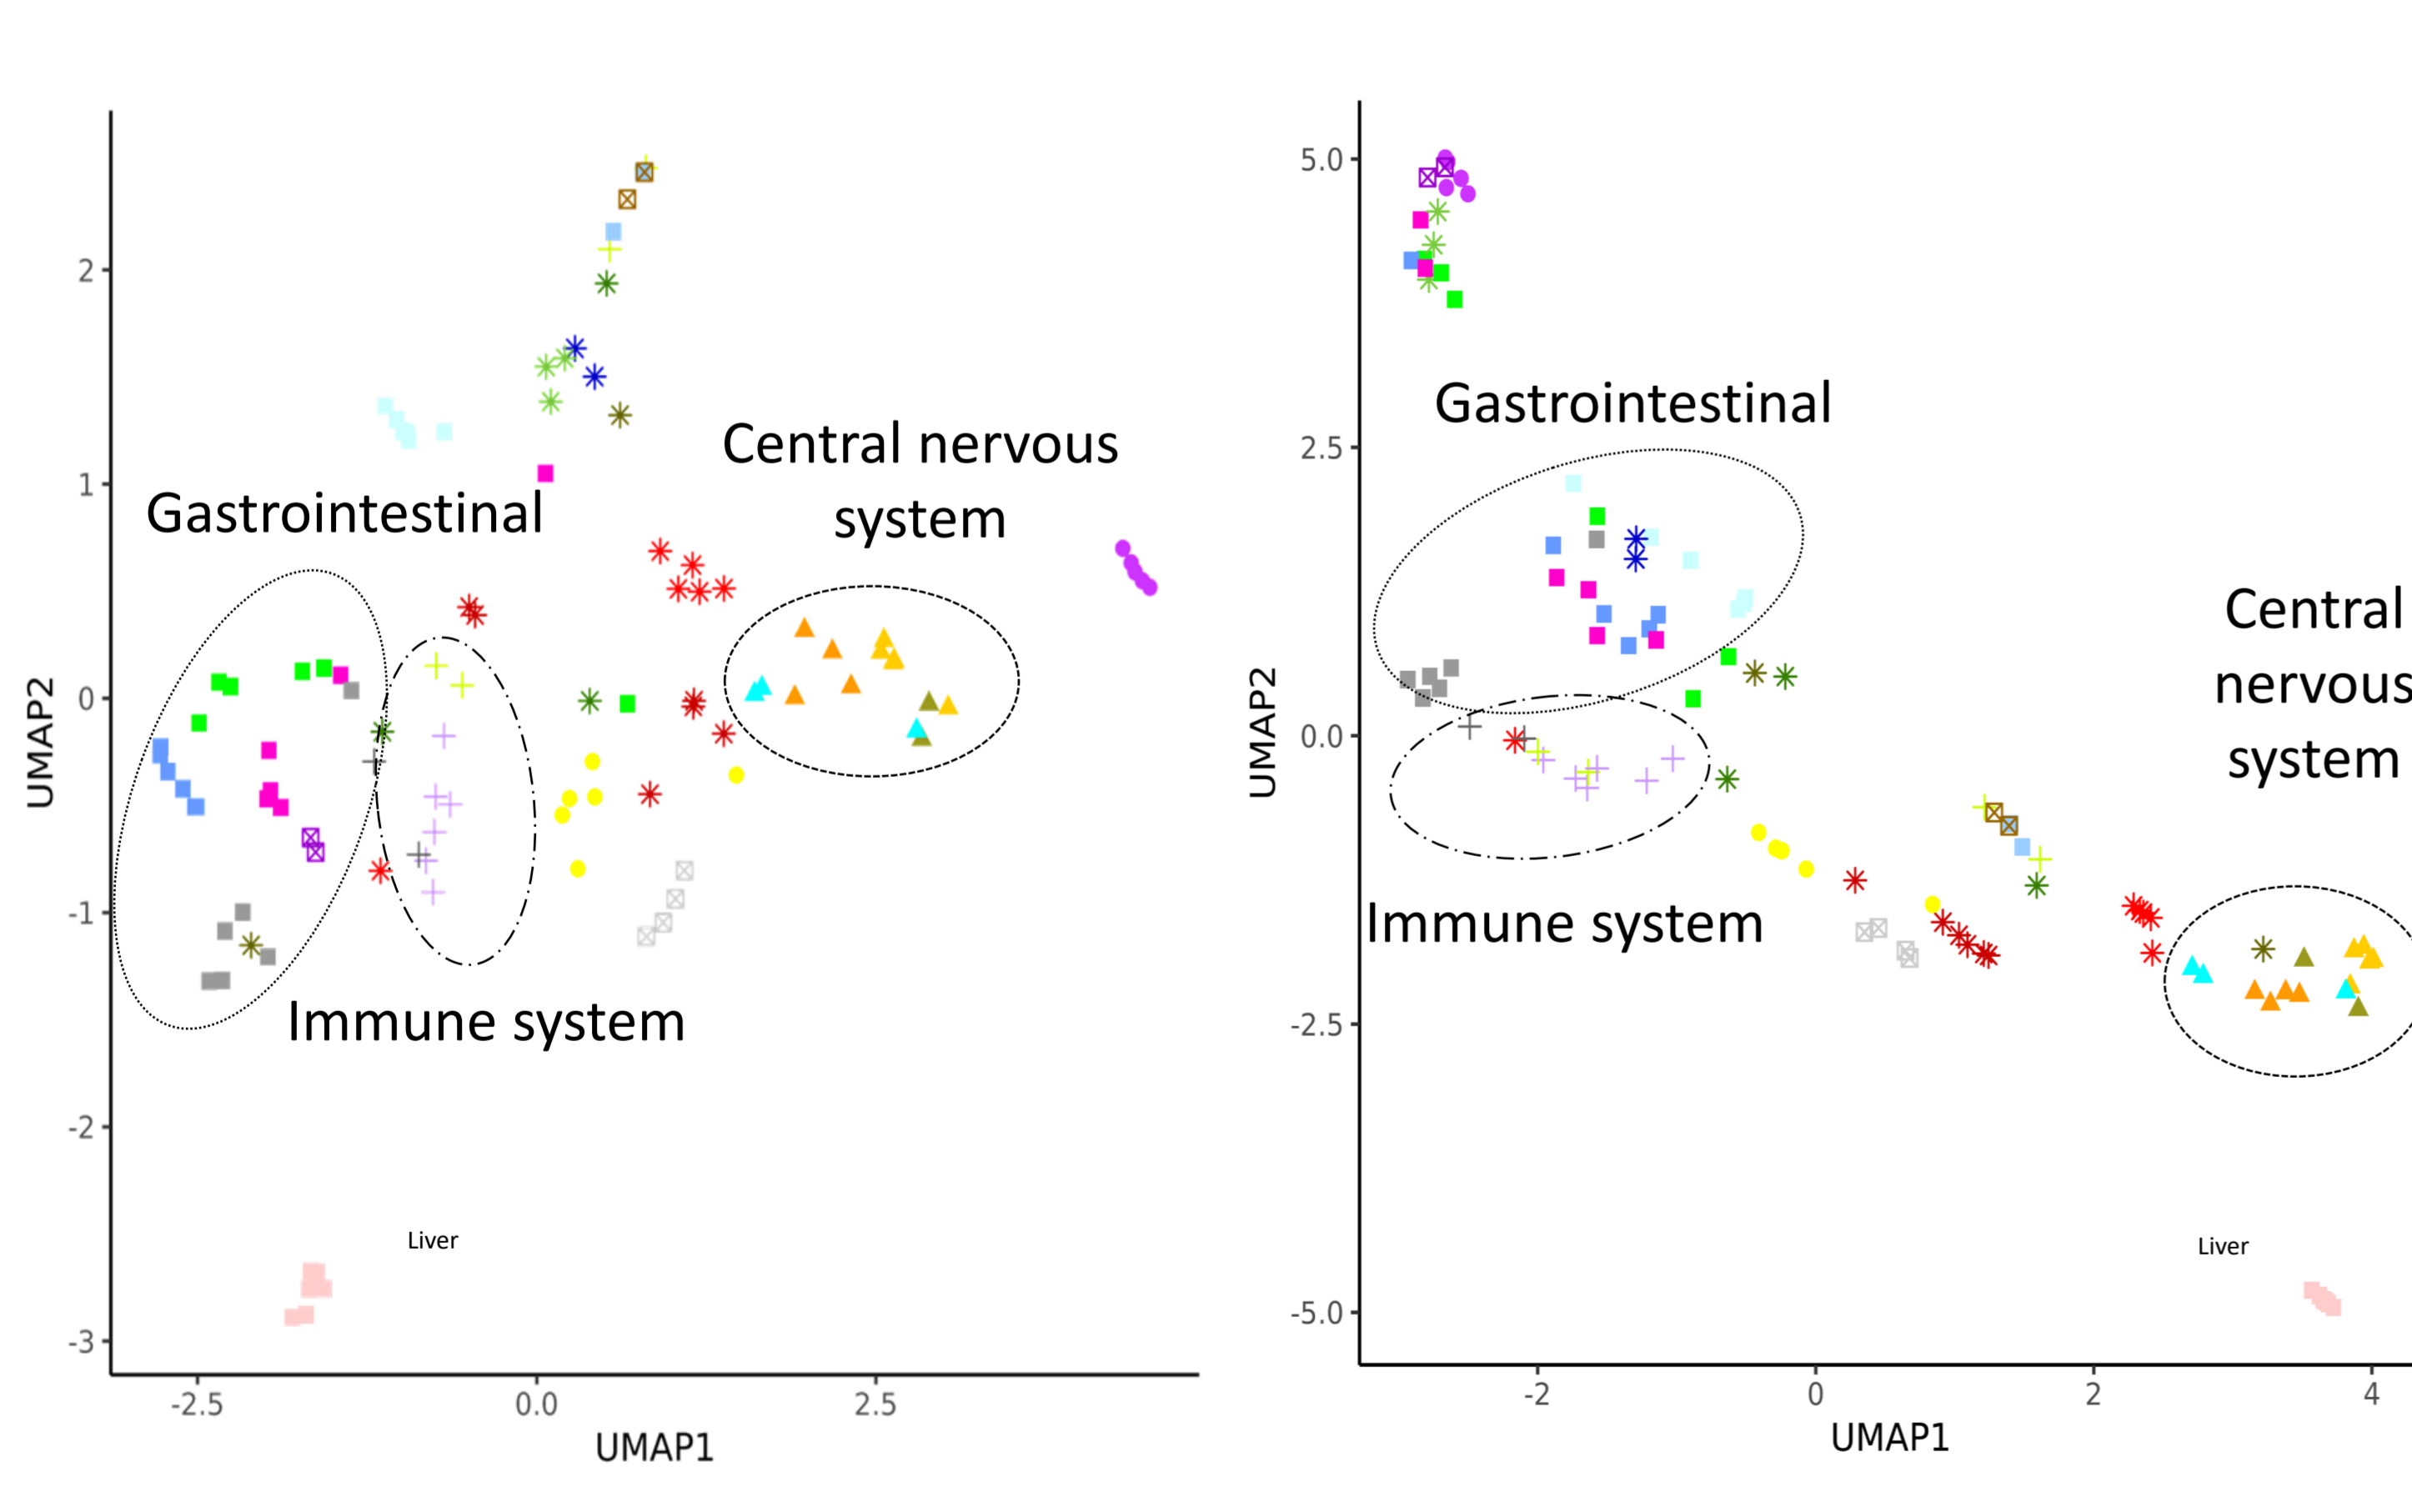 Central nervous
system
Gastrointestinal
Immune system
Liver
2
1
0
-1
-2
-3
UMAP2
-2.5
0.0
2.5
UMAP1
Gastrointestinal
Central
nervous
system
Immune system
Liver
5.0
2.5
0.0
-2.5
-5.0
UMAP2
-2
0
2
4
UMAP1